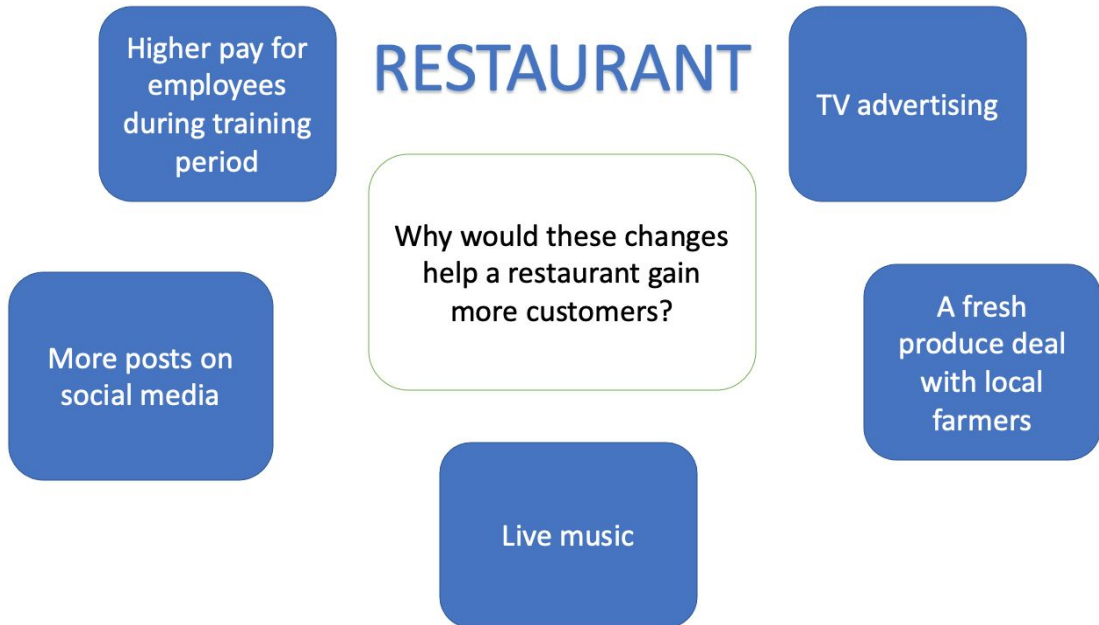 RESTAURANT
Higher pay for
employees
during training
period
TV advertising
Why would these changes
help a restaurant gain
more customers?
More posts on
social media
A fresh
produce deal
with local
farmers
Live music